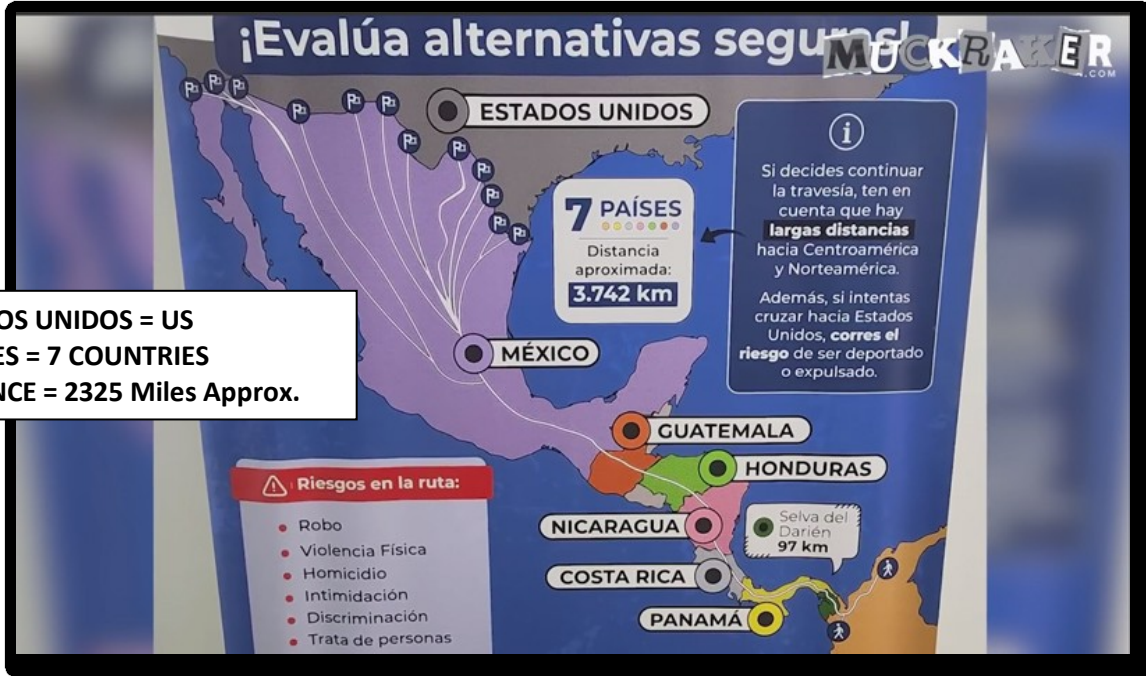 ¡Evalúa alternativas seguras!
MUCKRAKER
.COM
ESTADOS UNIDOS
7 PAÍSES
Distancia
aproximada:
3.742 km
i
Si decides continuar
la travesía, ten en
cuenta que hay
largas distancias
hacia Centroamérica
y Norteamérica.
Además, si intentas
cruzar hacia Estados
Unidos, corres el
riesgo de ser deportado
o expulsado.
OS UNIDOS = US
ES = 7 COUNTRIES
NCE = 2325 Miles Approx.
MÉXICO
GUATEMALA
HONDURAS
NICARAGUA
Selva del
Darién
97 km
COSTA RICA
PANAMÁ
Riesgos en la ruta:
Robo
Violencia Física
Homicidio
Intimidación
Discriminación
Trata de personas